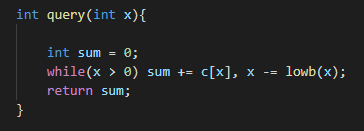 int query(int x){
int sum = 0;
while(x > 0) sum += c[x], x -= lowb(x);
return sum;
}